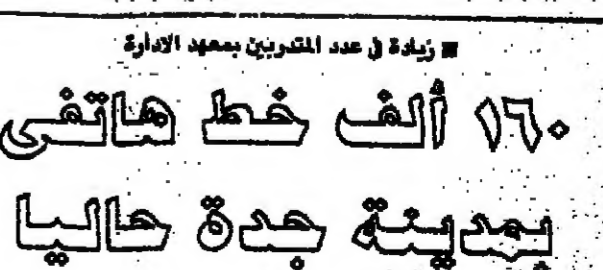 ■ زيادة في عدد المتدربين بمعهد الادارة
١٦٠ ألف خط هاتفى
بمدينة جدة حاليا